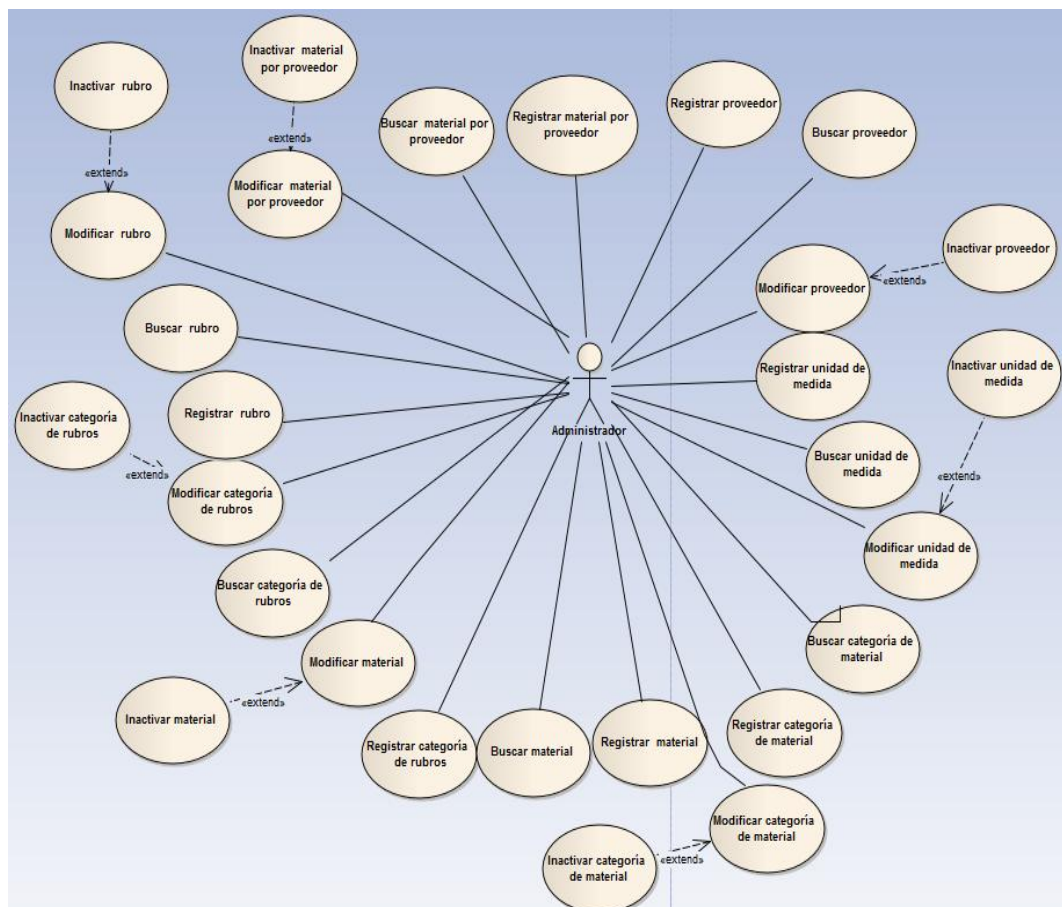 Inactivar rubro
«extend»
Modificar rubro
Inactivar material
por proveedor
«extend»
Modificar material
por proveedor
Buscar material por
proveedor
Registrar material por
proveedor
Registrar proveedor
Buscar proveedor
Inactivar proveedor
«extend»
Modificar proveedor
Registrar unidad de
medida
Inactivar unidad de
medida
«extend»
Buscar unidad de
medida
Modificar unidad de
medida
Buscar rubro
Registrar rubro
Inactivar categoría
de rubros
«extend»
Modificar categoría
de rubros
Administrador
Buscar categoría de
rubros
Modificar material
«extend»
Inactivar material
Registrar categoría
de rubros
Buscar material
Registrar material
Registrar categoría
de material
Buscar categoría de
material
Modificar categoría
de material
«extend»
Inactivar categoría
de material